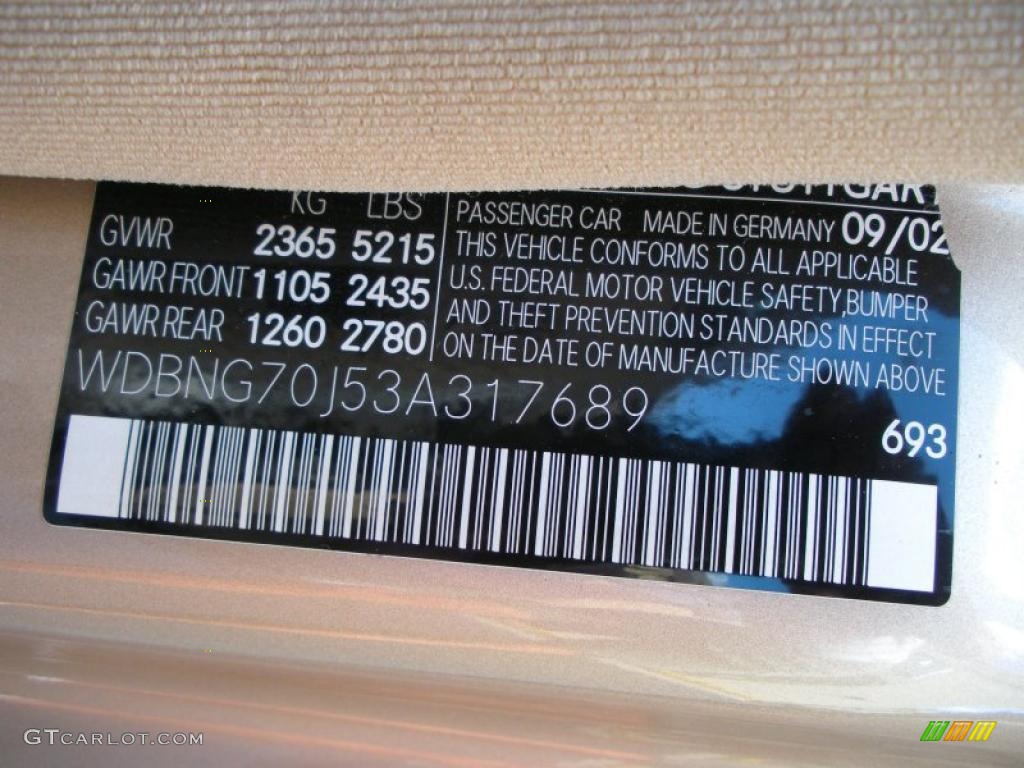 KG LBS
GVWR 2365 5215
GAWR FRONT 1105 2435
GAWR REAR 1260 2780
PASSENGER CAR MADE IN GERMANY 09/02
THIS VEHICLE CONFORMS TO ALL APPLICABLE
U.S. FEDERAL MOTOR VEHICLE SAFETY, BUMPER
AND THEFT PREVENTION STANDARDS IN EFFECT
ON THE DATE OF MANUFACTURE SHOWN ABOVE
WDBNG70J53A317689
693
GTCARLOT.COM